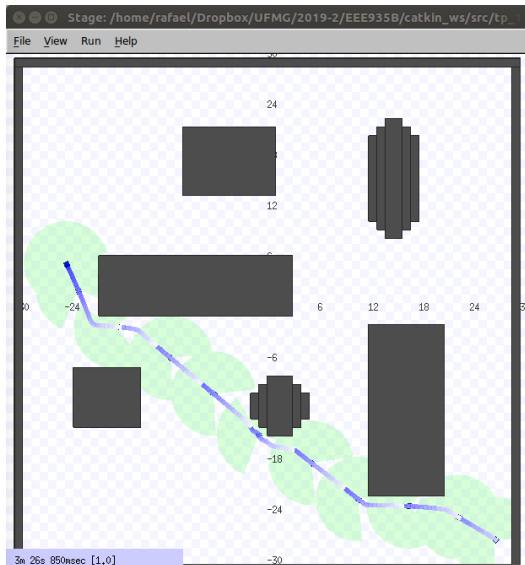 Stage: /home/rafael/Dropbox/UFMG/2019-2/EEE935B/catkin_ws/src/tp_
File View Run Help
24
12
-24 6 12 18 24
-6
-18
-24
-30
3m 26s 850msec [1.0]